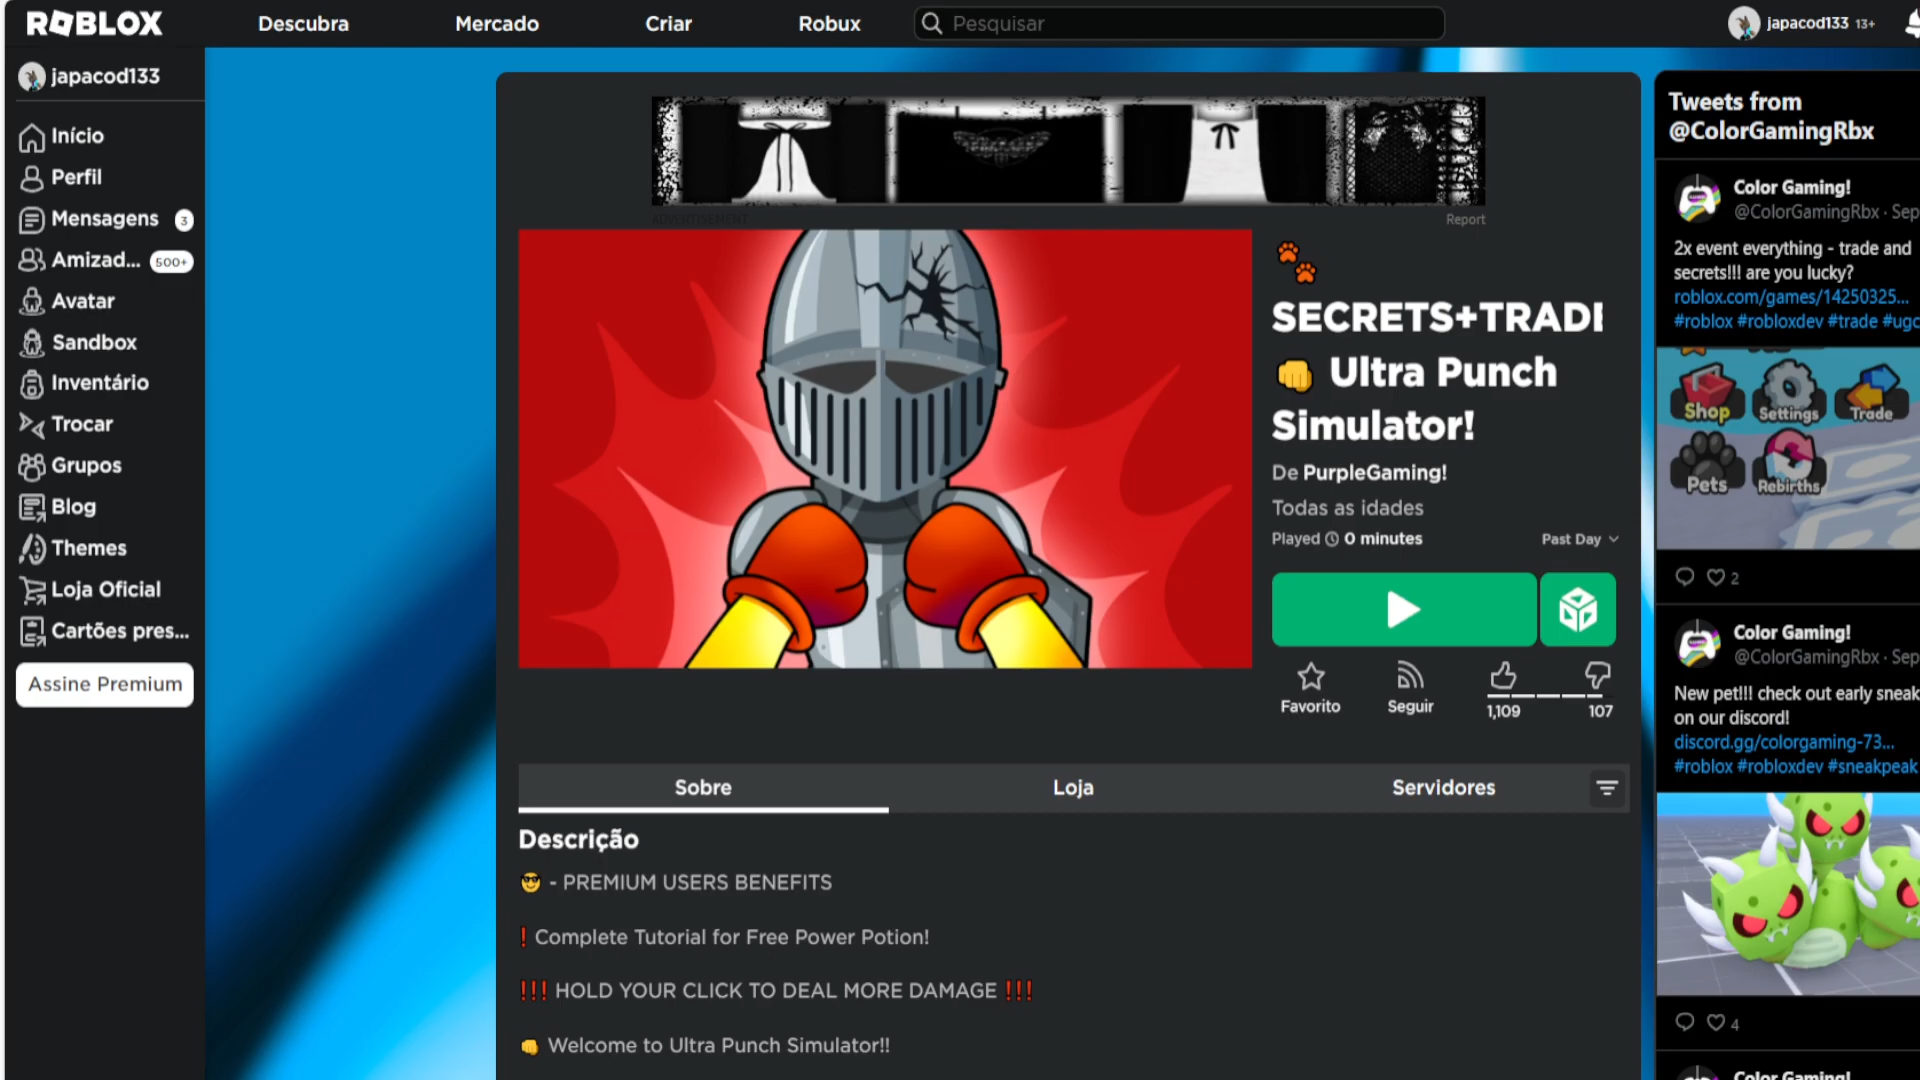 ROBLOX
Descubra
Mercado
Criar
Robux
Pesquisar
japacod133 13+
japacod133
Início
Perfil
Mensagens 3
Amizad... 500+
Avatar
Sandbox
Inventário
Trocar
Grupos
Blog
Themes
Loja Oficial
Cartões pres...
Assine Premium
ADVERTISEMENT
Report
SECRETS+TRADE
Ultra Punch
Simulator!
De PurpleGaming!
Todas as idades
Played 0 minutes
Past Day
Favorito
Seguir
1,109
107
Sobre
Loja
Servidores
Descrição
😎 - PREMIUM USERS BENEFITS
❗ Complete Tutorial for Free Power Potion!
❗❗❗ HOLD YOUR CLICK TO DEAL MORE DAMAGE ❗❗❗
👊 Welcome to Ultra Punch Simulator!!
Tweets from
@ColorGamingRbx
Color Gaming!
@ColorGamingRbx · Sep
2x event everything - trade and
secrets!!! are you lucky?
roblox.com/games/14250325...
#roblox #robloxdev #trade #ugc
Shop
Settings
Trade
Pets
Rebirths
2
Color Gaming!
@ColorGamingRbx · Sep
New pet!!! check out early sneak
on our discord!
discord.gg/colorgaming-73...
#roblox #robloxdev #sneakpeak
4
Color Gaming!